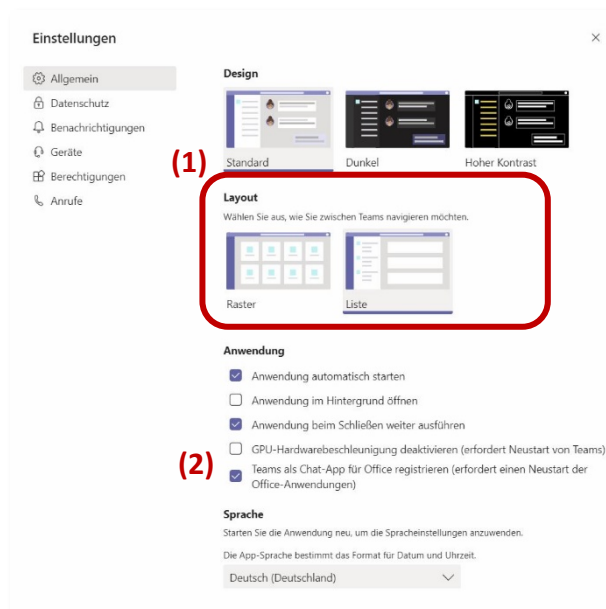 Einstellungen
Allgemein
Datenschutz
Benachrichtigungen
Geräte
Berechtigungen
Anrufe
Design
Standard
Dunkel
Hoher Kontrast
(1)
Layout
Wählen Sie aus, wie Sie zwischen Teams navigieren möchten.
Raster
Liste
Anwendung
Anwendung automatisch starten
Anwendung im Hintergrund öffnen
Anwendung beim Schließen weiter ausführen
GPU-Hardwarebeschleunigung deaktivieren (erfordert Neustart von Teams)
(2)
Teams als Chat-App für Office registrieren (erfordert einen Neustart der
Office-Anwendungen)
Sprache
Starten Sie die Anwendung neu, um die Spracheinstellungen anzuwenden.
Die App-Sprache bestimmt das Format für Datum und Uhrzeit.
Deutsch (Deutschland)